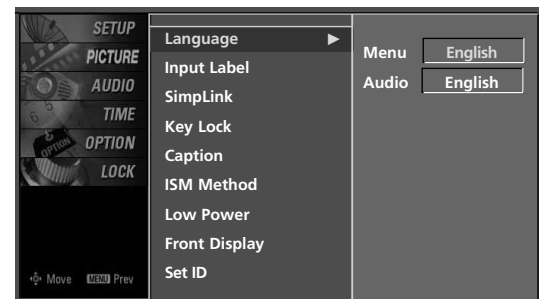 SETUP
PICTURE
AUDIO
TIME
OPTION
LOCK
Move MENU Prev
Language ▶
Input Label
SimpLink
Key Lock
Caption
ISM Method
Low Power
Front Display
Set ID
Menu English
Audio English